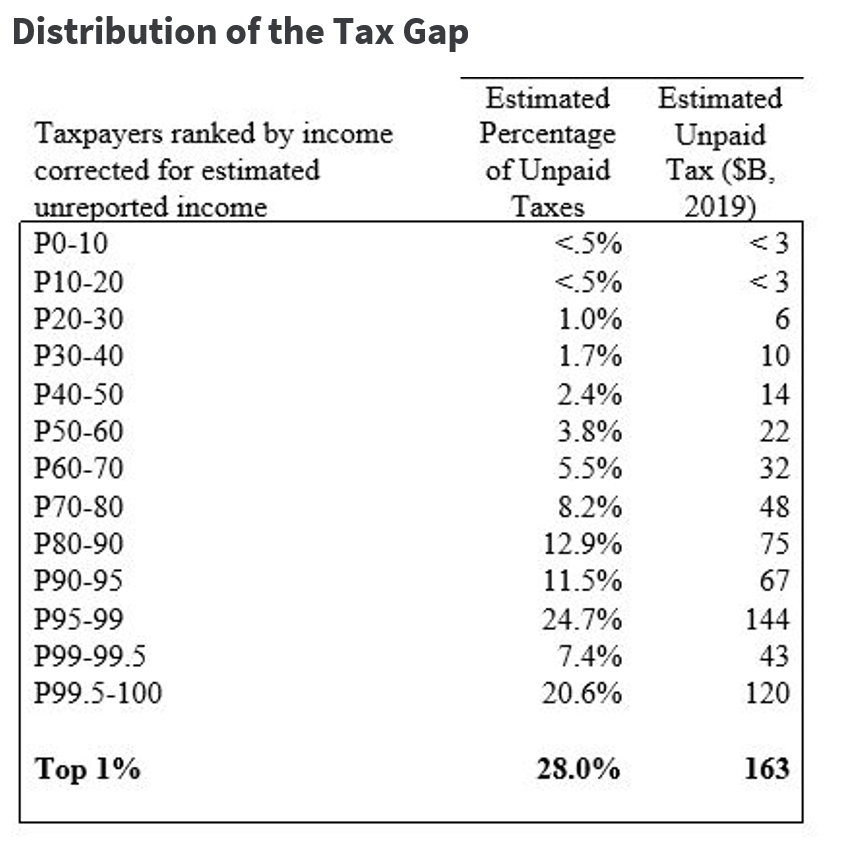 Distribution of the Tax Gap
Estimated Estimated
Taxpayers ranked by income Percentage Unpaid
corrected for estimated of Unpaid Tax ($B,
unreported income Taxes 2019)
P0-10 <.5% < 3
P10-20 <.5% < 3
P20-30 1.0% 6
P30-40 1.7% 10
P40-50 2.4% 14
P50-60 3.8% 22
P60-70 5.5% 32
P70-80 8.2% 48
P80-90 12.9% 75
P90-95 11.5% 67
P95-99 24.7% 144
P99-99.5 7.4% 43
P99.5-100 20.6% 120
Top 1% 28.0% 163